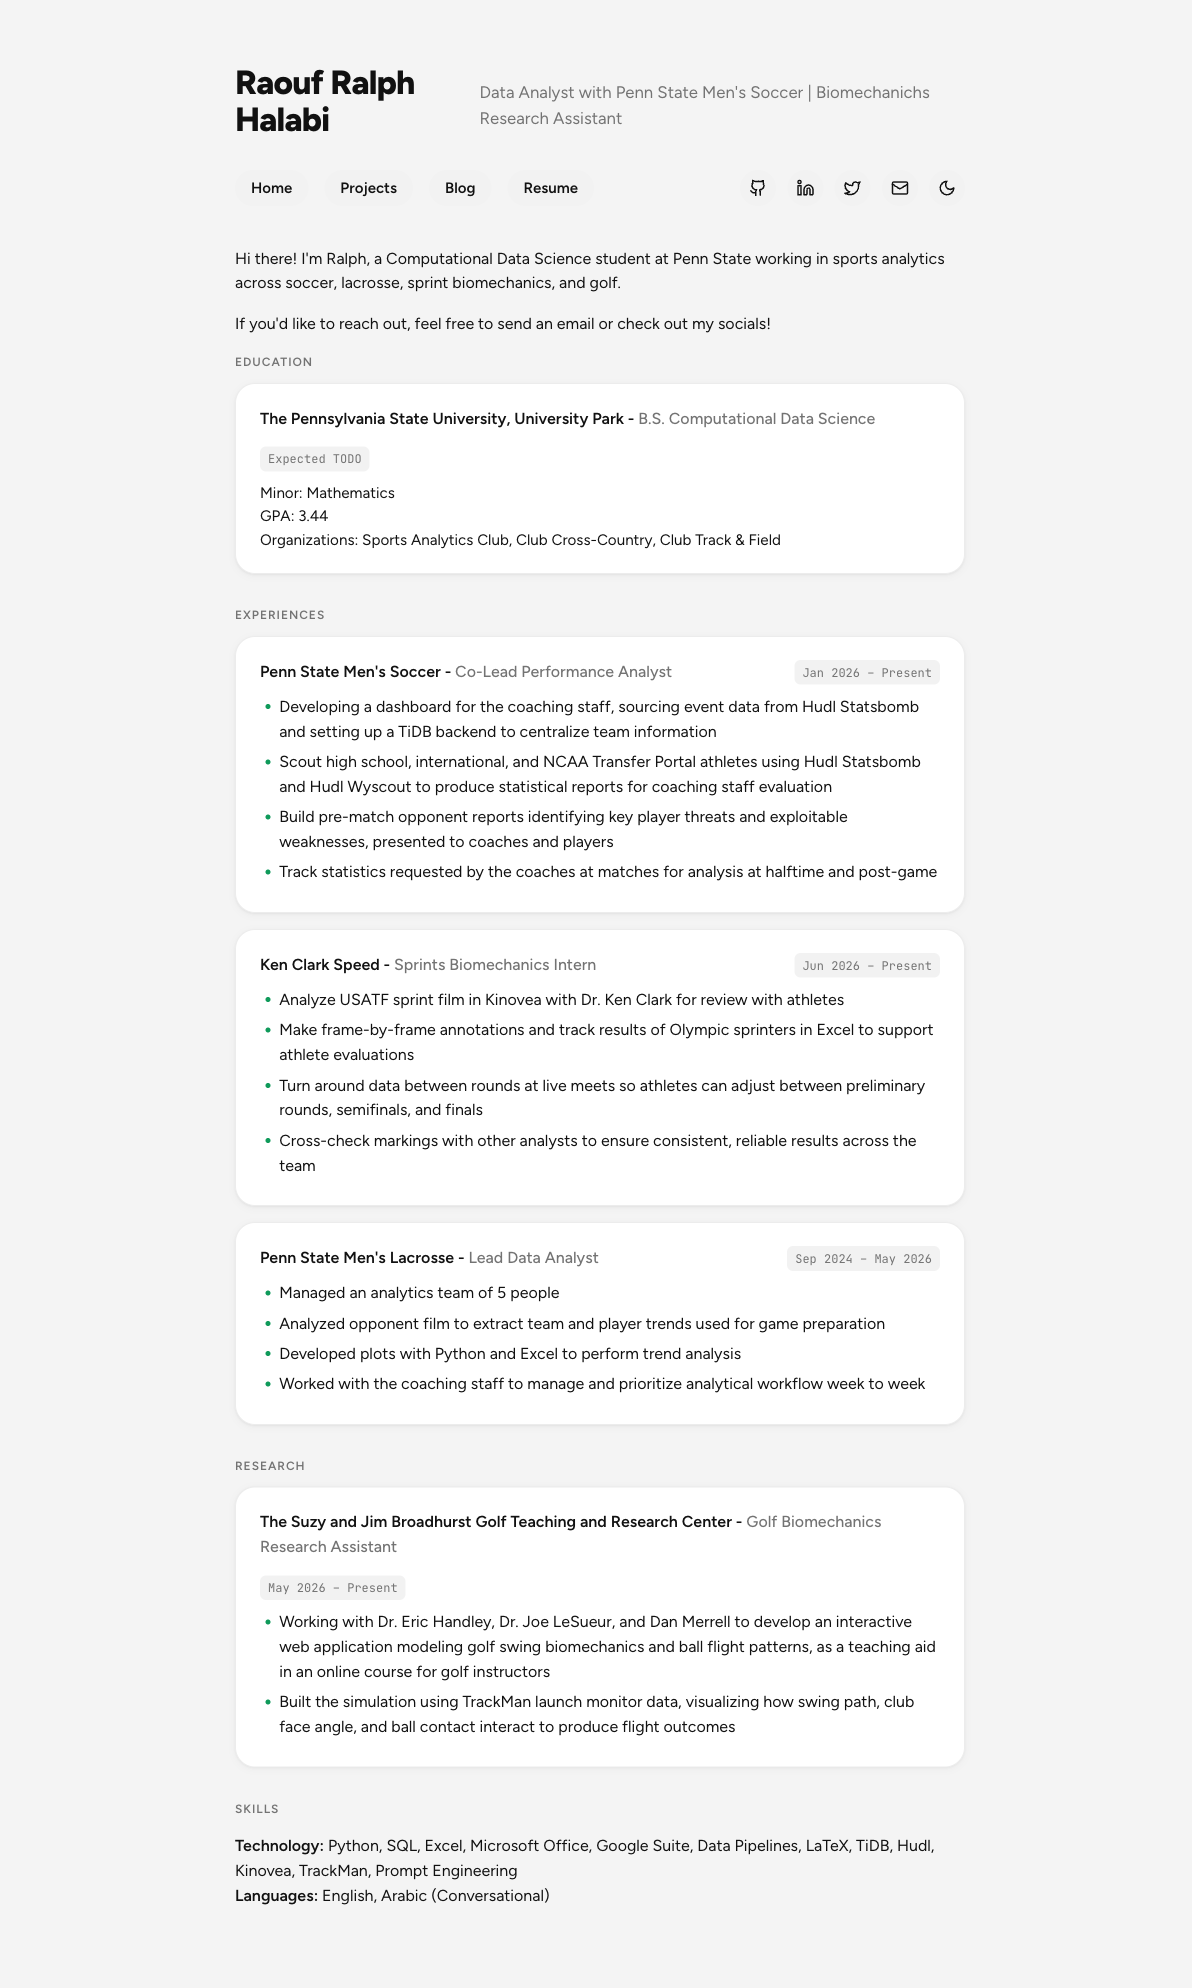 Raouf Ralph
Halabi
Data Analyst with Penn State Men's Soccer | Biomechanichs
Research Assistant
Home Projects Blog Resume
Hi there! I'm Ralph, a Computational Data Science student at Penn State working in sports analytics
across soccer, lacrosse, sprint biomechanics, and golf.
If you'd like to reach out, feel free to send an email or check out my socials!
EDUCATION
The Pennsylvania State University, University Park - B.S. Computational Data Science
Expected TODO
Minor: Mathematics
GPA: 3.44
Organizations: Sports Analytics Club, Club Cross-Country, Club Track & Field
EXPERIENCES
Penn State Men's Soccer - Co-Lead Performance Analyst Jan 2026 – Present
• Developing a dashboard for the coaching staff, sourcing event data from Hudl Statsbomb
and setting up a TiDB backend to centralize team information
• Scout high school, international, and NCAA Transfer Portal athletes using Hudl Statsbomb
and Hudl Wyscout to produce statistical reports for coaching staff evaluation
• Build pre-match opponent reports identifying key player threats and exploitable
weaknesses, presented to coaches and players
• Track statistics requested by the coaches at matches for analysis at halftime and post-game
Ken Clark Speed - Sprints Biomechanics Intern Jun 2026 – Present
• Analyze USATF sprint film in Kinovea with Dr. Ken Clark for review with athletes
• Make frame-by-frame annotations and track results of Olympic sprinters in Excel to support
athlete evaluations
• Turn around data between rounds at live meets so athletes can adjust between preliminary
rounds, semifinals, and finals
• Cross-check markings with other analysts to ensure consistent, reliable results across the
team
Penn State Men's Lacrosse - Lead Data Analyst Sep 2024 – May 2026
• Managed an analytics team of 5 people
• Analyzed opponent film to extract team and player trends used for game preparation
• Developed plots with Python and Excel to perform trend analysis
• Worked with the coaching staff to manage and prioritize analytical workflow week to week
RESEARCH
The Suzy and Jim Broadhurst Golf Teaching and Research Center - Golf Biomechanics
Research Assistant
May 2026 – Present
• Working with Dr. Eric Handley, Dr. Joe LeSueur, and Dan Merrell to develop an interactive
web application modeling golf swing biomechanics and ball flight patterns, as a teaching aid
in an online course for golf instructors
• Built the simulation using TrackMan launch monitor data, visualizing how swing path, club
face angle, and ball contact interact to produce flight outcomes
SKILLS
Technology: Python, SQL, Excel, Microsoft Office, Google Suite, Data Pipelines, LaTeX, TiDB, Hudl,
Kinovea, TrackMan, Prompt Engineering
Languages: English, Arabic (Conversational)